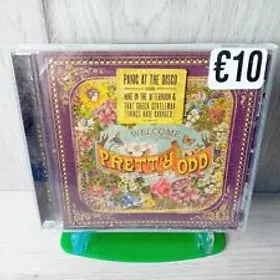 €10
PANIC AT THE DISCO
NINE IN THE AFTERNOON &
THAT GREEN GENTLEMAN
THINGS HAVE CHANGED
WELCOME
PRETTY. ODD